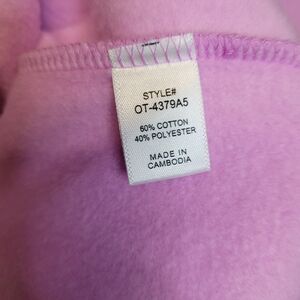 STYLE#
OT-4379A5
60% COTTON
40% POLYESTER
MADE IN
CAMBODIA